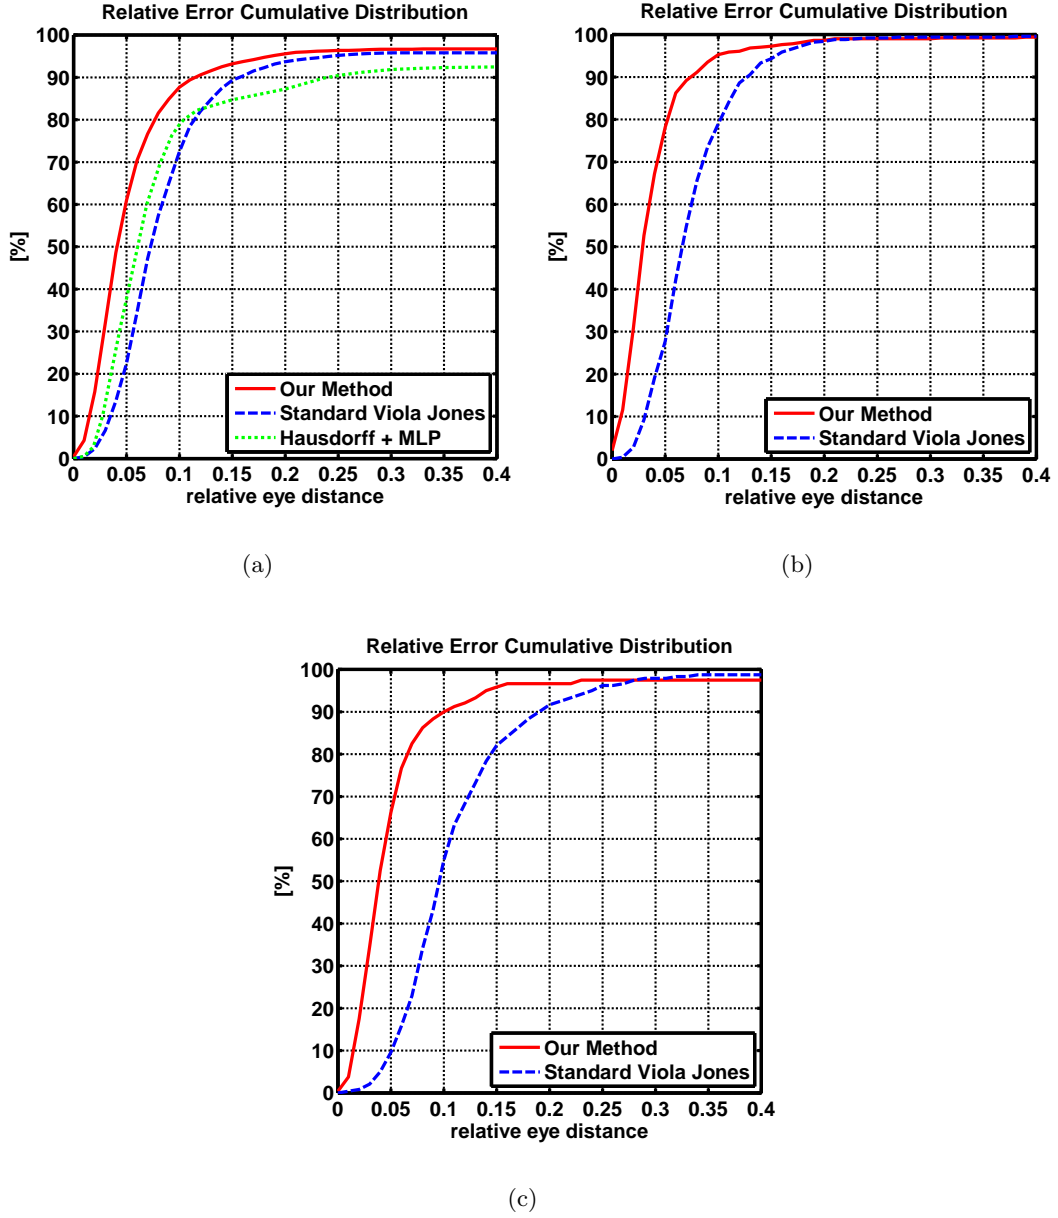 Relative Error Cumulative Distribution
100
90
80
70
60
50
40
30
20
10
0
[%]
0 0.05 0.1 0.15 0.2 0.25 0.3 0.35 0.4
relative eye distance
Our Method
Standard Viola Jones
Hausdorff + MLP
(a)
Relative Error Cumulative Distribution
100
90
80
70
60
50
40
30
20
10
0
[%]
0 0.05 0.1 0.15 0.2 0.25 0.3 0.35 0.4
relative eye distance
Our Method
Standard Viola Jones
(b)
Relative Error Cumulative Distribution
100
90
80
70
60
50
40
30
20
10
0
[%]
0 0.05 0.1 0.15 0.2 0.25 0.3 0.35 0.4
relative eye distance
Our Method
Standard Viola Jones
(c)